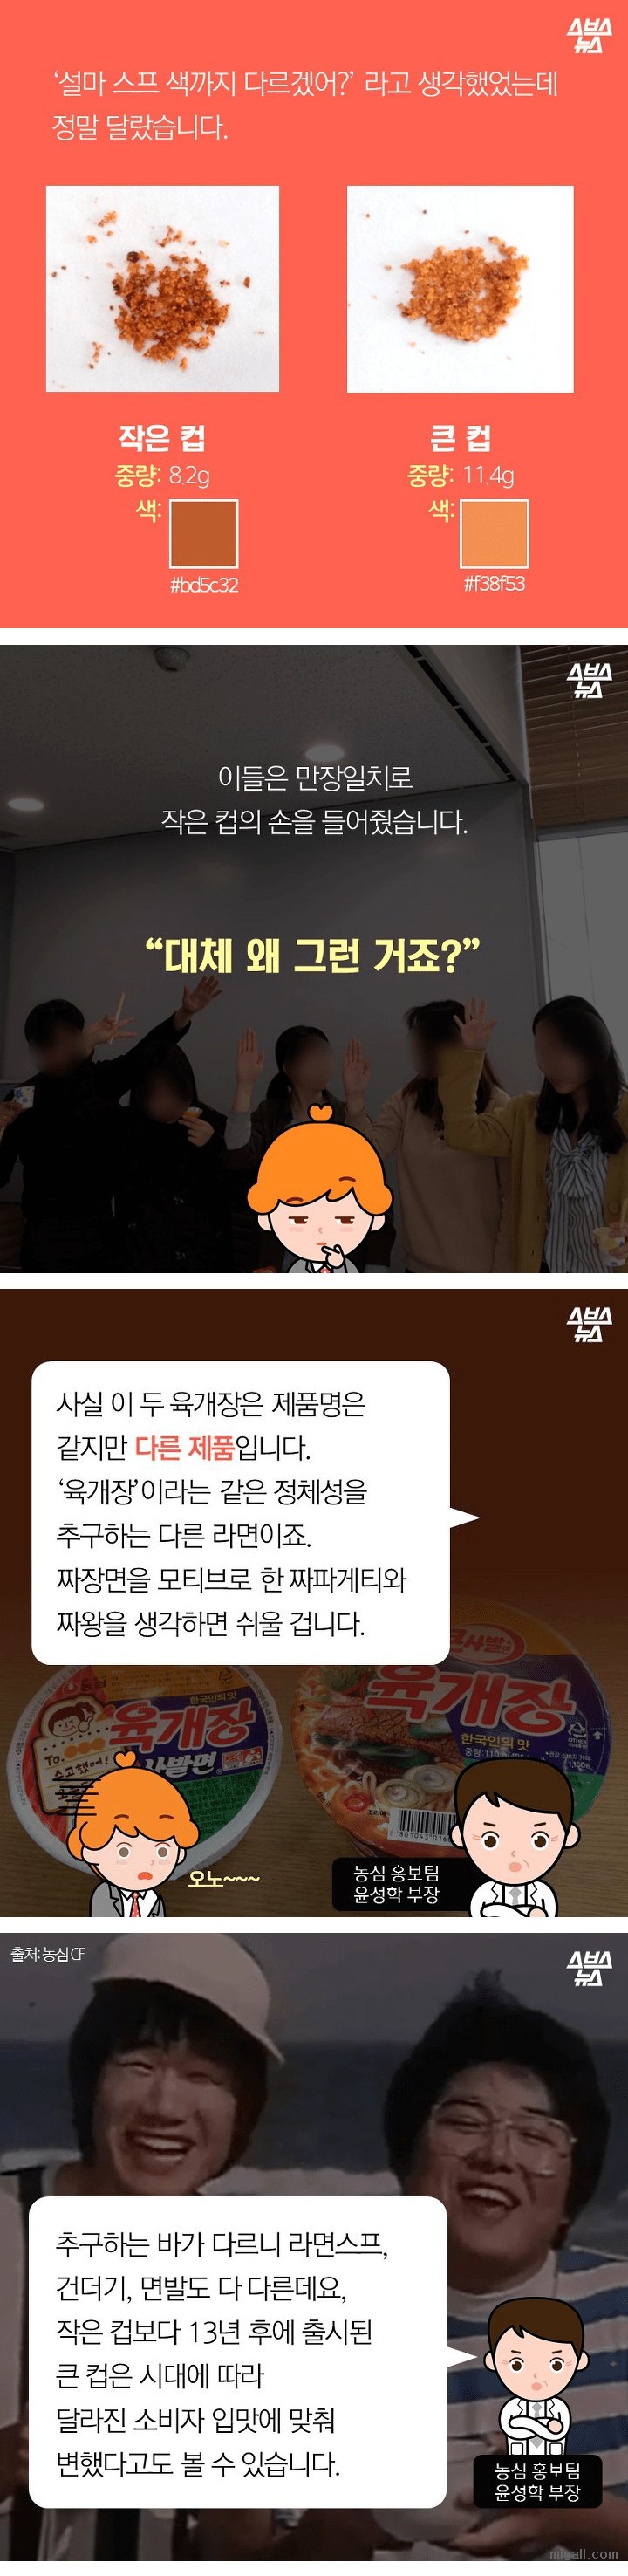 스브스
뉴스
‘설마 스프 색까지 다르겠어?’ 라고 생각했었는데
정말 달랐습니다.
작은 컵
중량: 8.2g
색:
#bd5c32
큰 컵
중량: 11.4g
색:
#f38f53
스브스
뉴스
이들은 만장일치로
작은 컵의 손을 들어줬습니다.
“대체 왜 그런 거죠?”
스브스
뉴스
사실 이 두 육개장은 제품명은
같지만 다른 제품입니다.
‘육개장’이라는 같은 정체성을
추구하는 다른 라면이죠.
짜장면을 모티브로 한 짜파게티와
짜왕을 생각하면 쉬울 겁니다.
농심
한국인의 맛
육개장
사발면
To.
큰사발면
육개장
한국인의 맛
오노~~~
농심 홍보팀
윤성학 부장
출처: 농심 CF
스브스
뉴스
추구하는 바가 다르니 라면스프,
건더기, 면발도 다 다른데요,
작은 컵보다 13년 후에 출시된
큰 컵은 시대에 따라
달라진 소비자 입맛에 맞춰
변했다고도 볼 수 있습니다.
농심 홍보팀
윤성학 부장
mlgall.com